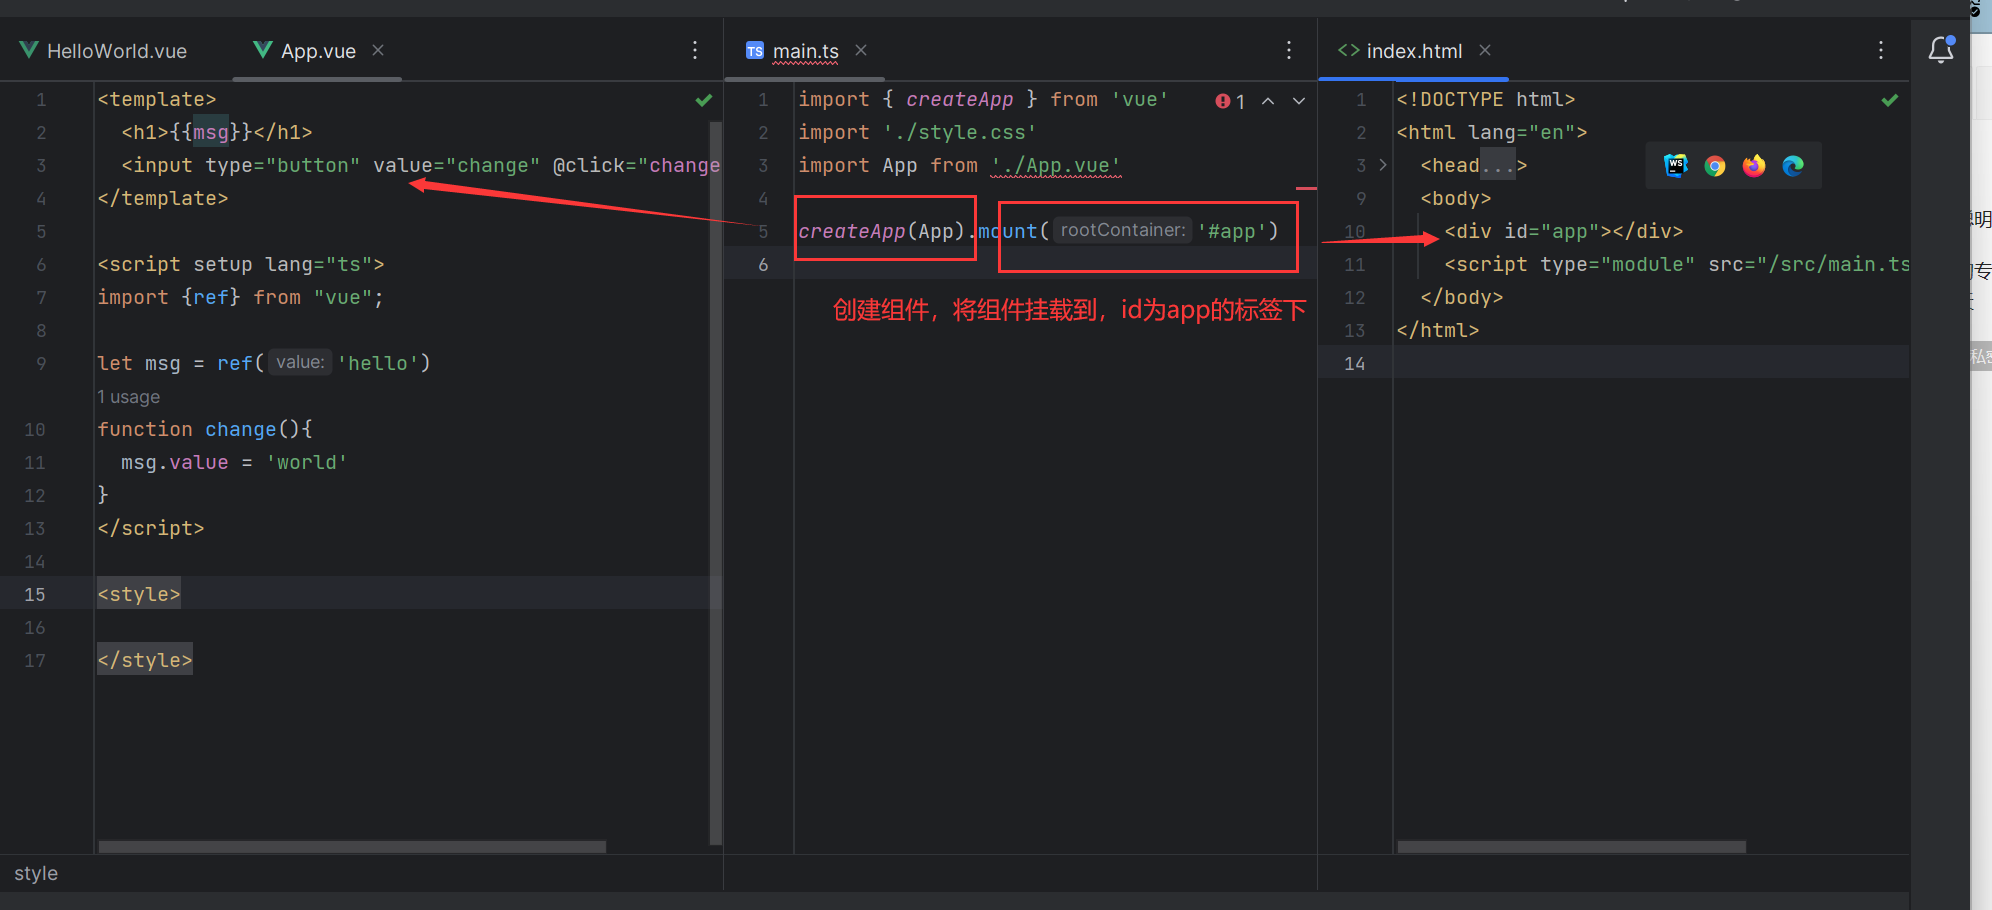 HelloWorld.vue
App.vue
1 <template>
2 <h1>{{msg}}</h1>
3 <input type="button" value="change" @click="change
4 </template>
5
6 <script setup lang="ts">
7 import {ref} from "vue";
8
9 let msg = ref( value: 'hello')
1 usage
10 function change(){
11 msg.value = 'world'
12 }
13 </script>
14
15 <style>
16
17 </style>
style
TS main.ts
1 import { createApp } from 'vue'
1
2 import './style.css'
3 import App from './App.vue'
4
5 createApp(App).mount( rootContainer: '#app')
6
创建组件，将组件挂载到，id为app的标签下
<> index.html
1 <!DOCTYPE html>
2 <html lang="en">
3 <head...>
WS
9 <body>
10 <div id="app"></div>
11 <script type="module" src="/src/main.ts
12 </body>
13 </html>
14
明
专
私